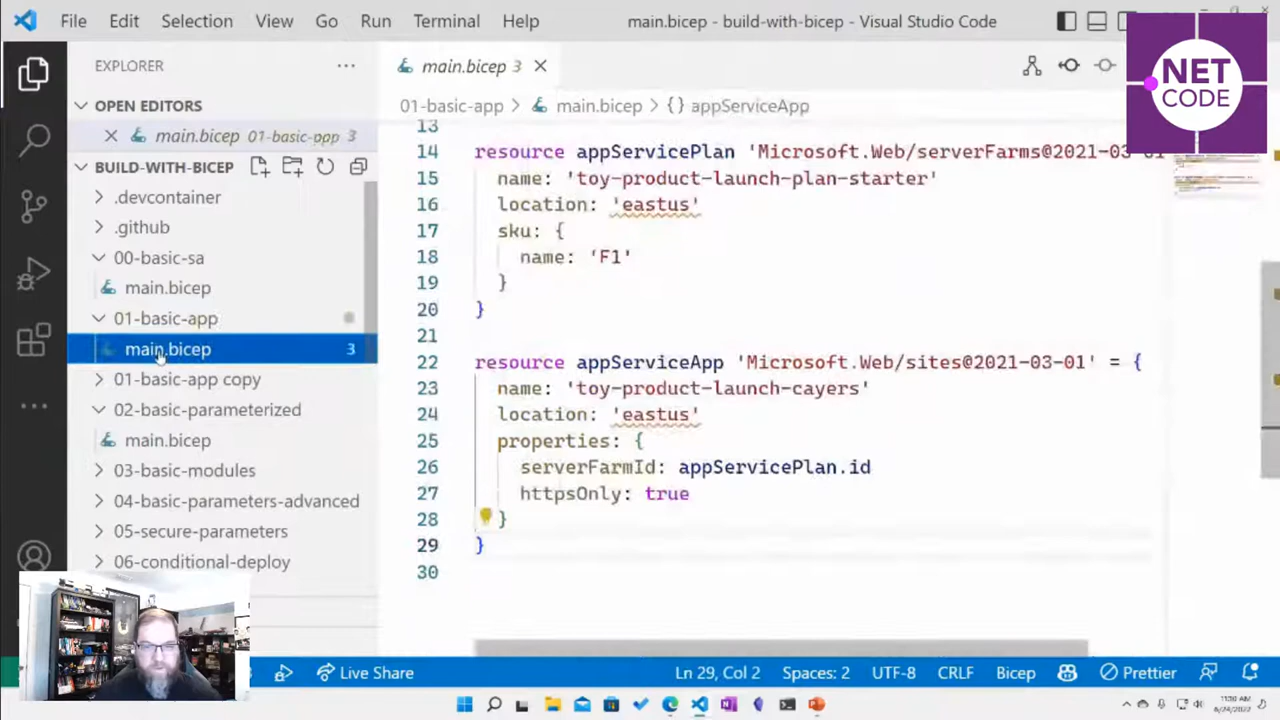 File Edit Selection View Go Run Terminal Help main.bicep - build-with-bicep - Visual Studio Code
NET
CODE
EXPLORER ···
main.bicep 3
OPEN EDITORS
main.bicep 01-basic-app 3
BUILD-WITH-BICEP
.devcontainer
.github
00-basic-sa
main.bicep
01-basic-app
main.bicep 3
01-basic-app copy
02-basic-parameterized
main.bicep
03-basic-modules
04-basic-parameters-advanced
05-secure-parameters
06-conditional-deploy
01-basic-app > main.bicep > {} appServiceApp
13
14 resource appServicePlan 'Microsoft.Web/serverFarms@2021-03-01
15 name: 'toy-product-launch-plan-starter'
16 location: 'eastus'
17 sku: {
18 name: 'F1'
19 }
20 }
21
22 resource appServiceApp 'Microsoft.Web/sites@2021-03-01' = {
23 name: 'toy-product-launch-cayers'
24 location: 'eastus'
25 properties: {
26 serverFarmId: appServicePlan.id
27 httpsOnly: true
28 }
29 }
30
Live Share Ln 29, Col 2 Spaces: 2 UTF-8 CRLF Bicep Prettier
6/24/2022